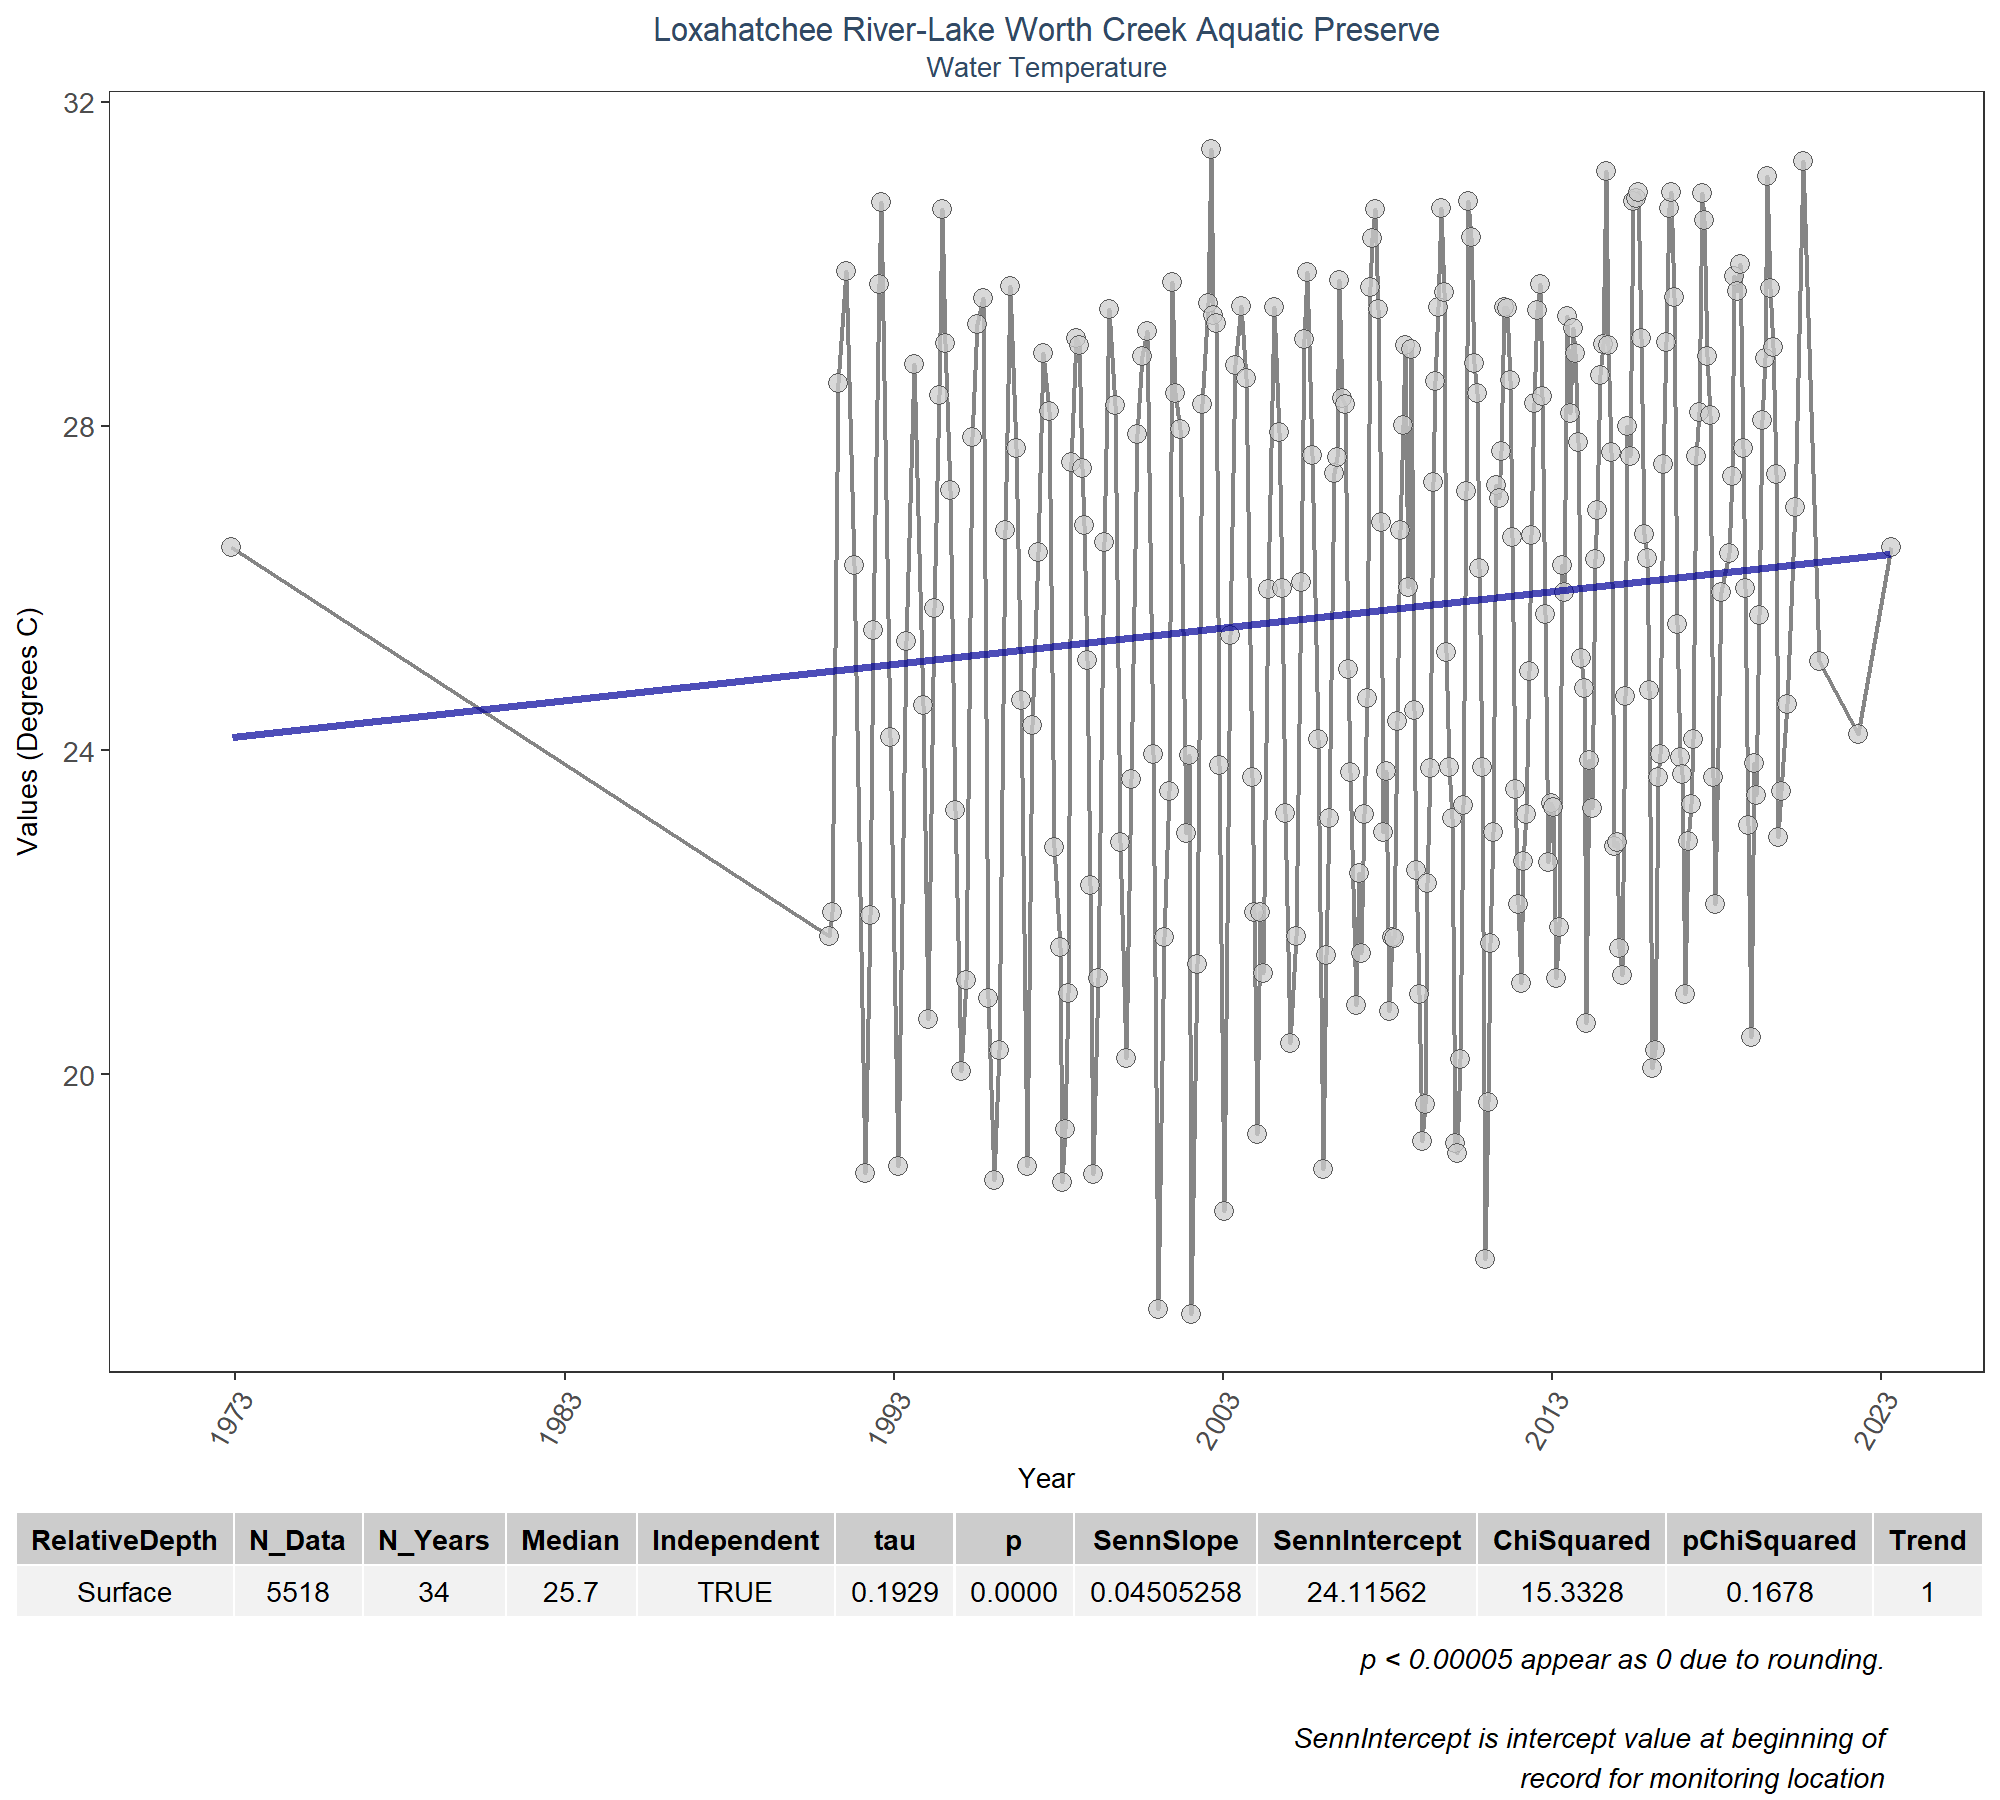 Loxahatchee River-Lake Worth Creek Aquatic Preserve
Water Temperature
32
28
24
20
Values (Degrees C)
1973
1983
1993
2003
2013
2023
Year
RelativeDepth N_Data N_Years Median Independent tau p SennSlope SennIntercept ChiSquared pChiSquared Trend
Surface 5518 34 25.7 TRUE 0.1929 0.0000 0.04505258 24.11562 15.3328 0.1678 1
p < 0.00005 appear as 0 due to rounding.
SennIntercept is intercept value at beginning of
record for monitoring location